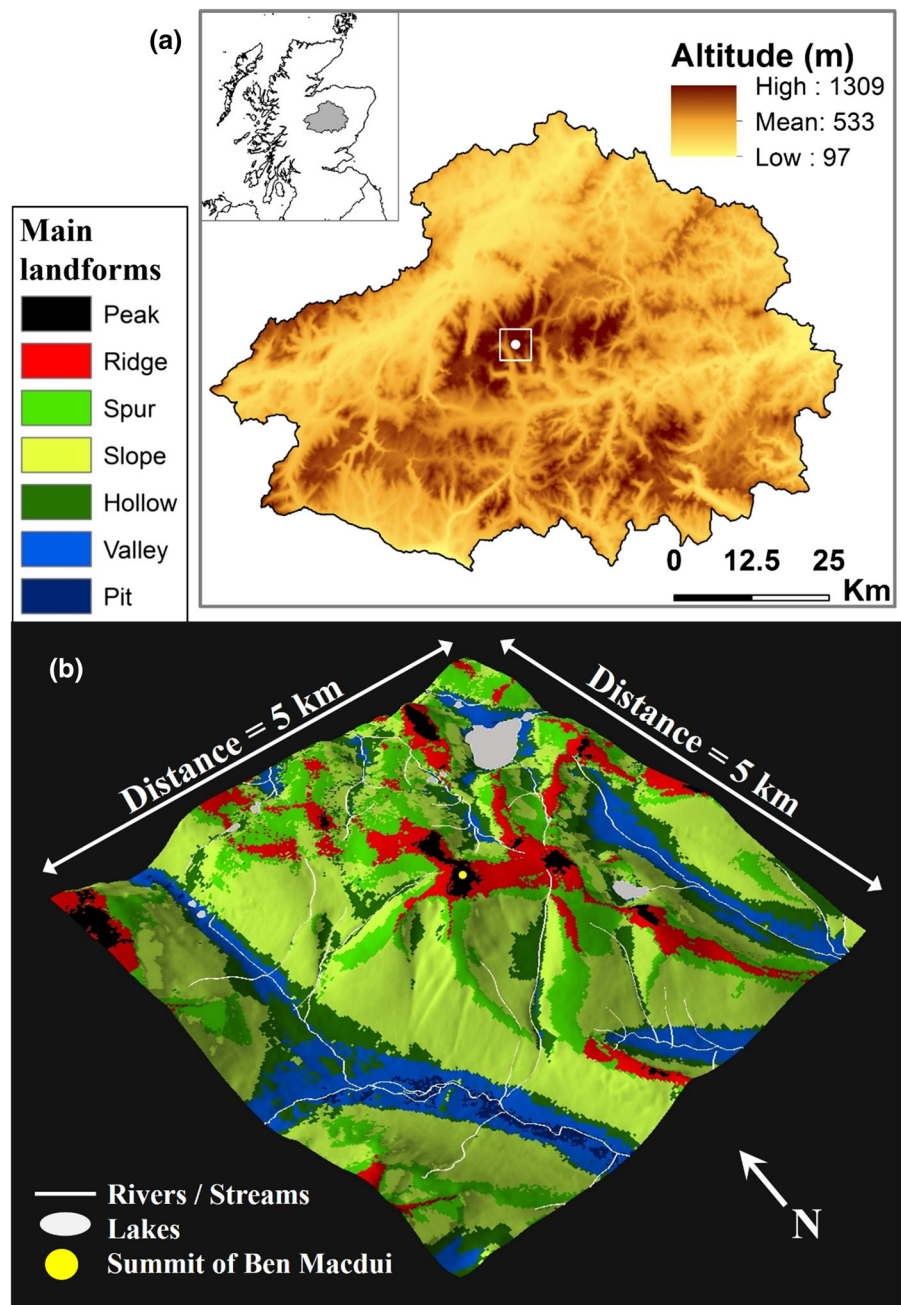 (a)
Altitude (m)
High : 1309
Mean: 533
Low : 97
Main
landforms
Peak
Ridge
Spur
Slope
Hollow
Valley
Pit
0 12.5 25
Km
(b)
Distance = 5 km
Distance = 5 km
Rivers / Streams
Lakes
Summit of Ben Macdui
N